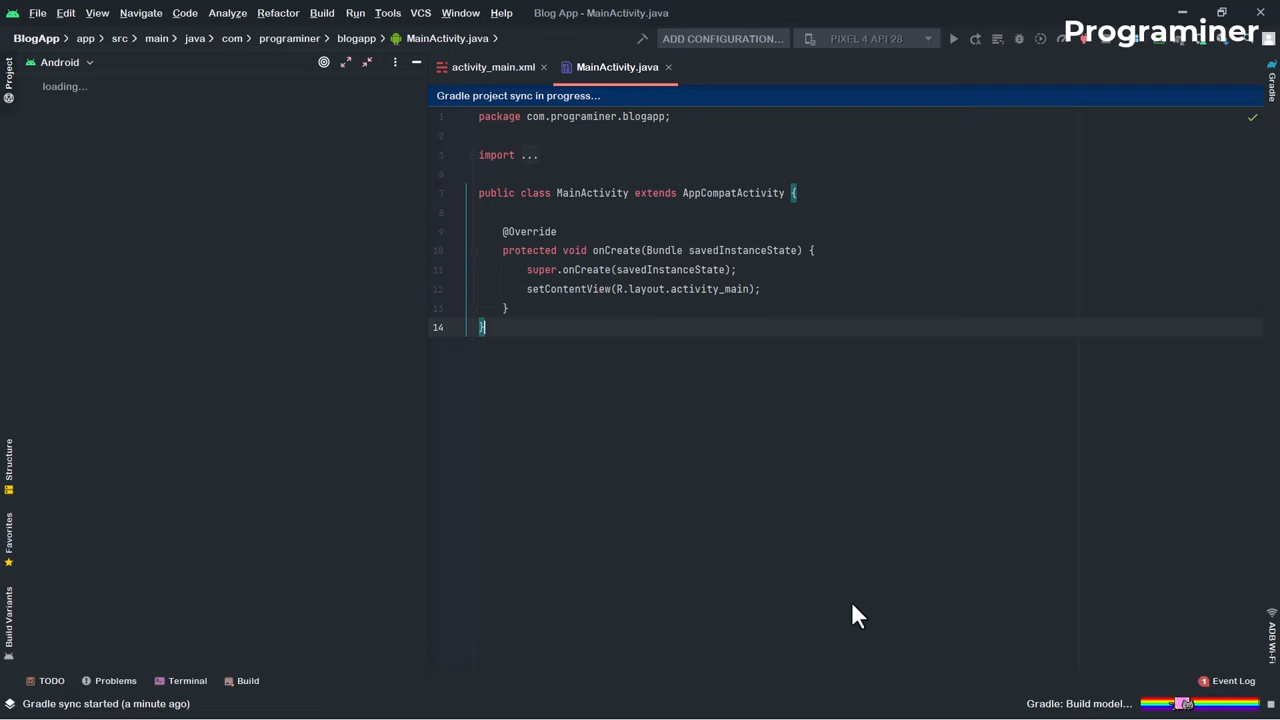 File Edit View Navigate Code Analyze Refactor Build Run Tools VCS Window Help Blog App - MainActivity.java
Programiner
BlogApp app src main java com programiner blogapp MainActivity.java ADD CONFIGURATION... PIXEL 4 API 28
Project
Android
activity_main.xml MainActivity.java
loading...
Gradle
Gradle project sync in progress...
1 package com.programiner.blogapp;
2
5 import ...
6
7 public class MainActivity extends AppCompatActivity {
8
9 @Override
10 protected void onCreate(Bundle savedInstanceState) {
11 super.onCreate(savedInstanceState);
12 setContentView(R.layout.activity_main);
13 }
14 }
Structure
Favorites
Build Variants
ADB Wi-Fi
TODO Problems Terminal Build 1 Event Log
Gradle sync started (a minute ago) Gradle: Build model...